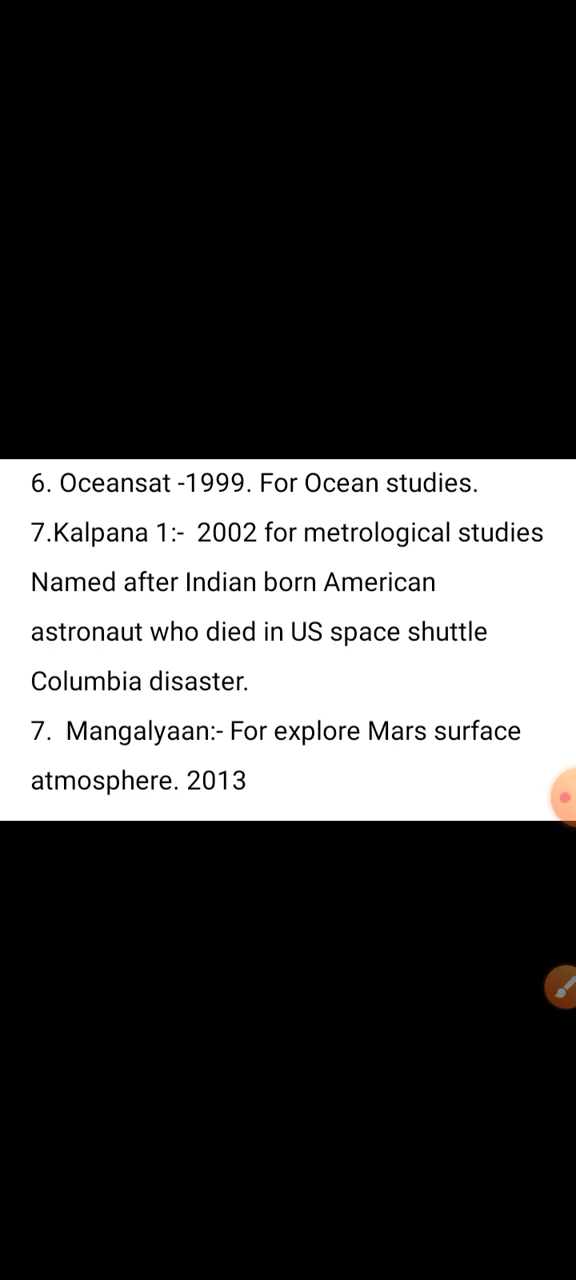 6. Oceansat -1999. For Ocean studies.
7.Kalpana 1:-  2002 for metrological studies
Named after Indian born American
astronaut who died in US space shuttle
Columbia disaster.
7.  Mangalyaan:- For explore Mars surface
atmosphere. 2013